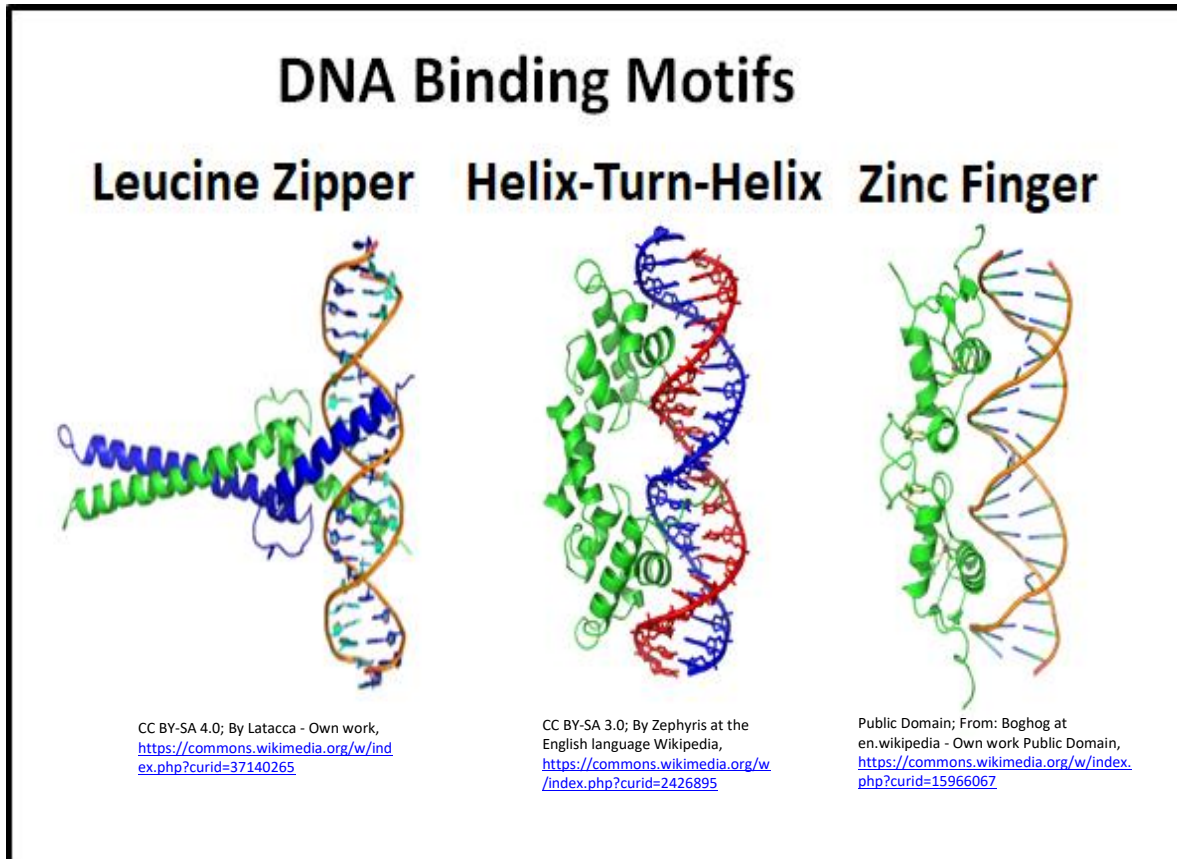 DNA Binding Motifs
Leucine Zipper
Helix-Turn-Helix
Zinc Finger
CC BY-SA 4.0; By Latacca - Own work,
https://commons.wikimedia.org/w/ind
ex.php?curid=37140265
CC BY-SA 3.0; By Zephyris at the
English language Wikipedia,
https://commons.wikimedia.org/w
/index.php?curid=2426895
Public Domain; From: Boghog at
en.wikipedia - Own work Public Domain,
https://commons.wikimedia.org/w/index.
php?curid=15966067